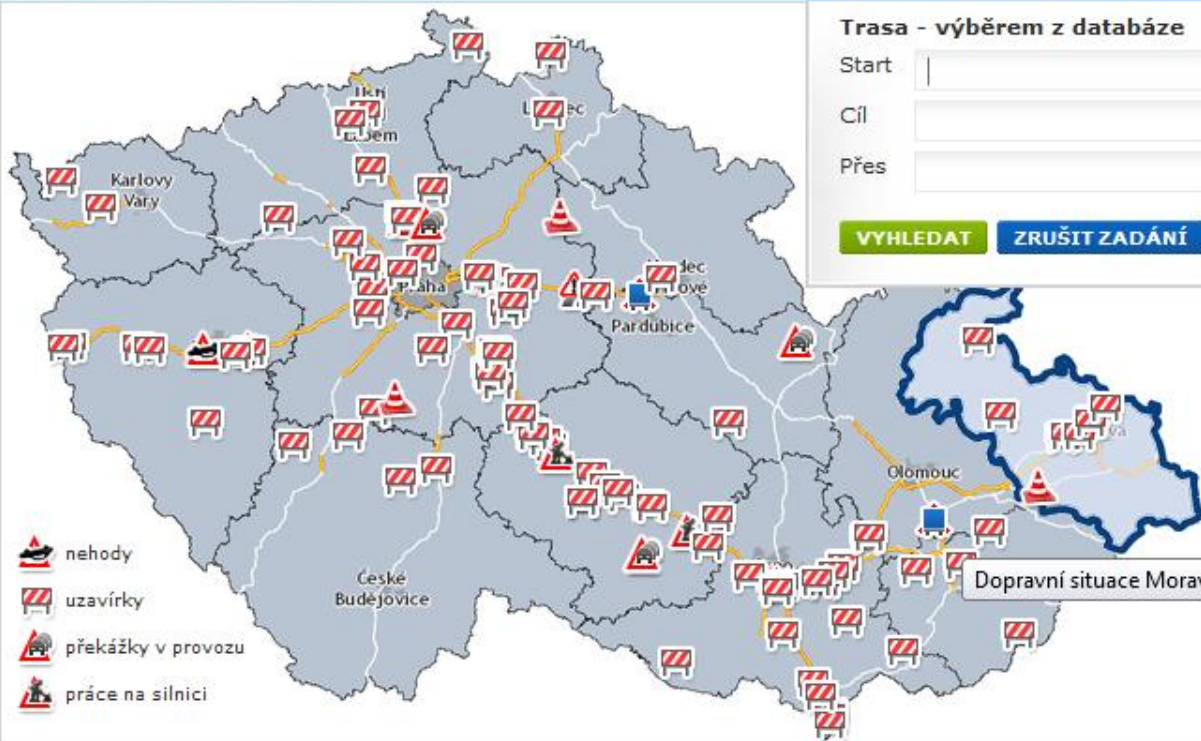 Trasa - výběrem z databáze
Start
Cíl
Přes
VYHLEDAT
ZRUŠIT ZADÁNÍ
Karlovy
Vary
Praha
Pardubice
Olomouc
České
Budějovice
Dopravní situace Morav
nehody
uzavírky
překážky v provozu
práce na silnici